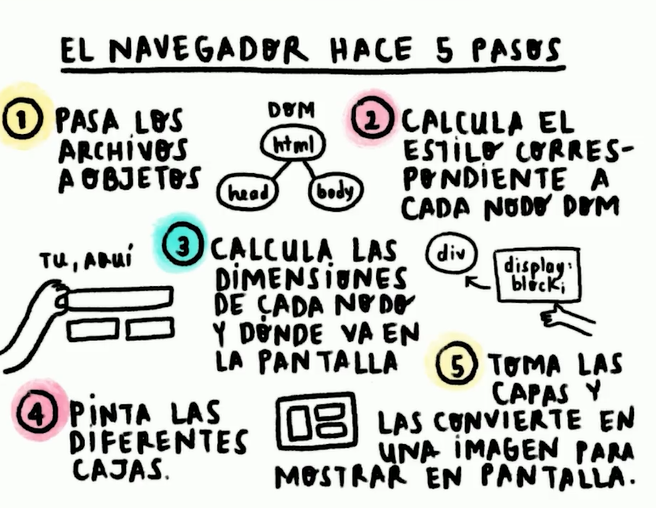 EL NAVEGADOR HACE 5 PASOS
1
PASA LOS
ARCHIVOS
A OBJETOS
DOM
html
head
body
2
CALCULA EL
ESTILO CORRES-
PONDIENTE A
CADA NODO DOM
div
display:
block;
TU, AQUÍ
3
CALCULA LAS
DIMENSIONES
DE CADA NODO
Y DÓNDE VA EN
LA PANTALLA
4
PINTA LAS
DIFERENTES
CAJAS.
5
TOMA LAS
CAPAS Y
LAS CONVIERTE EN
UNA IMAGEN PARA
MOSTRAR EN PANTALLA.